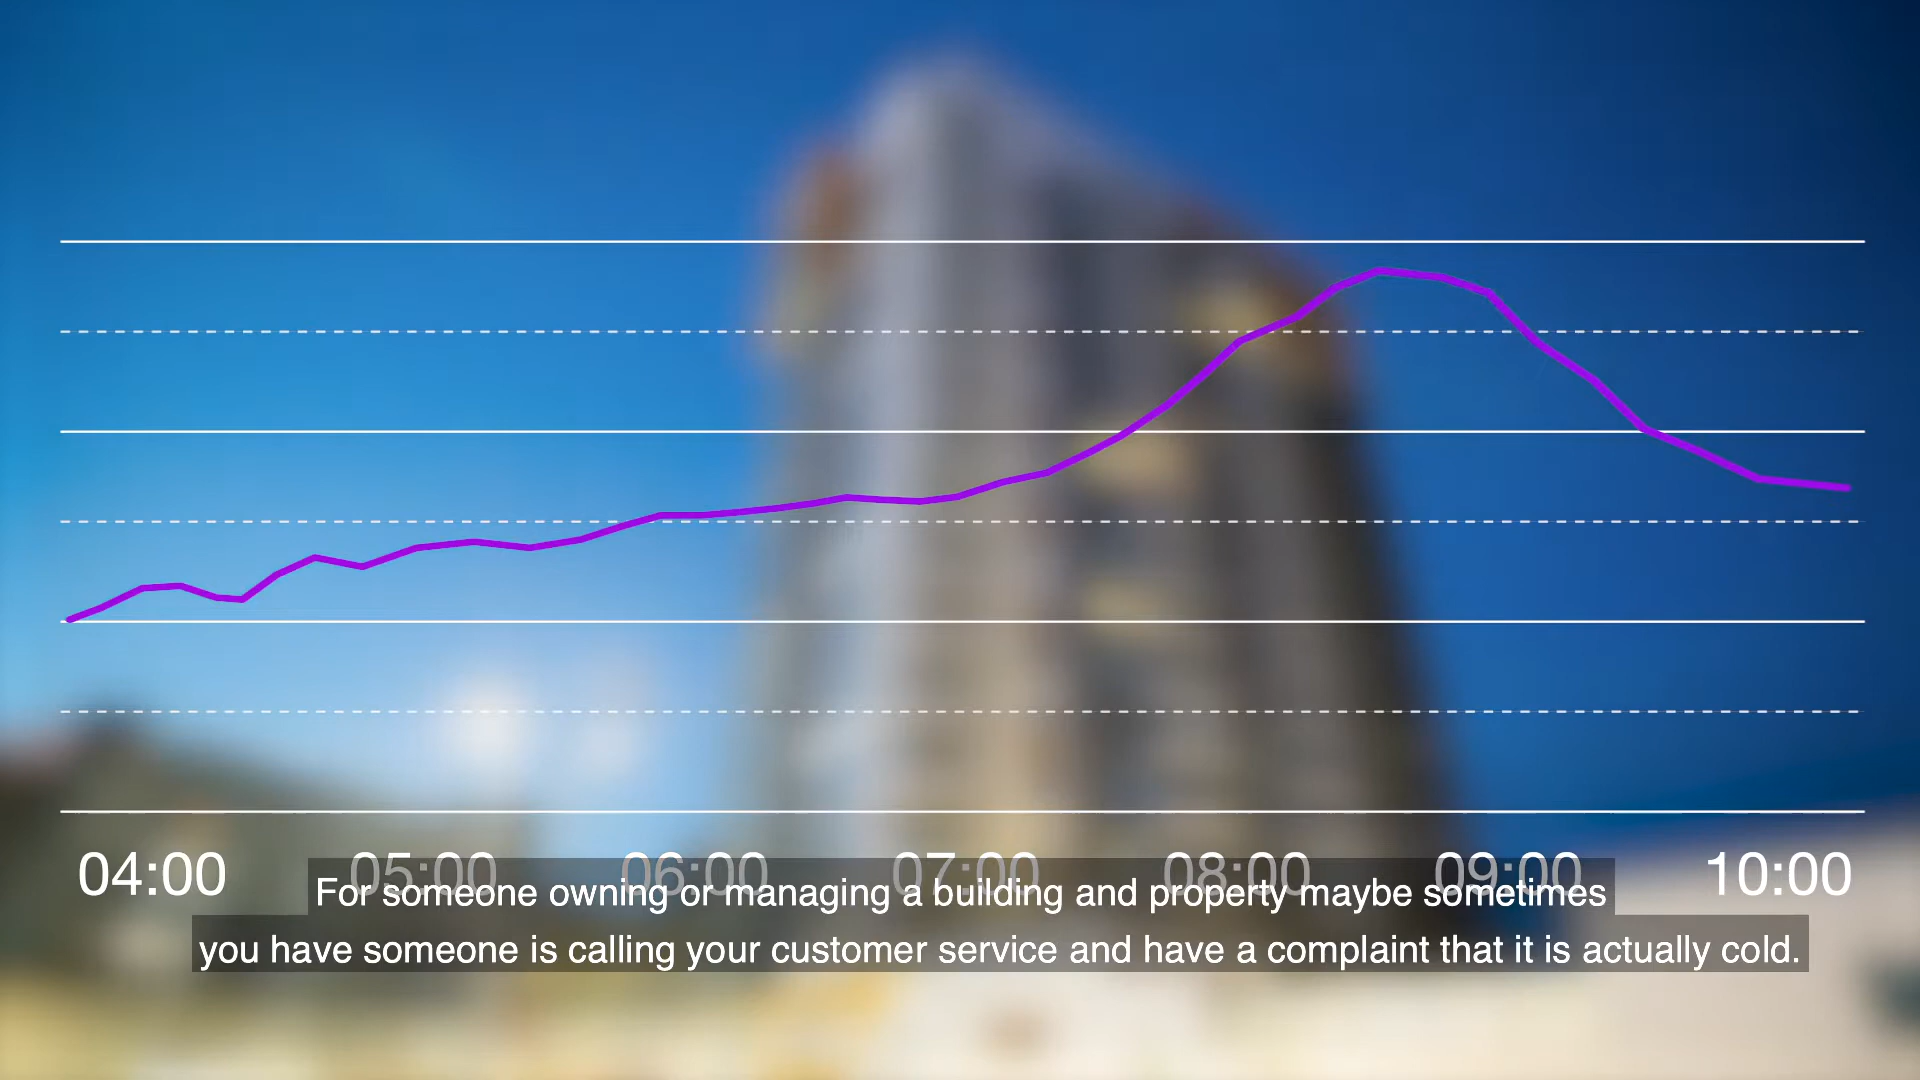 04:00 05:00 06:00 07:00 08:00 09:00 10:00
For someone owning or managing a building and property maybe sometimes
you have someone is calling your customer service and have a complaint that it is actually cold.